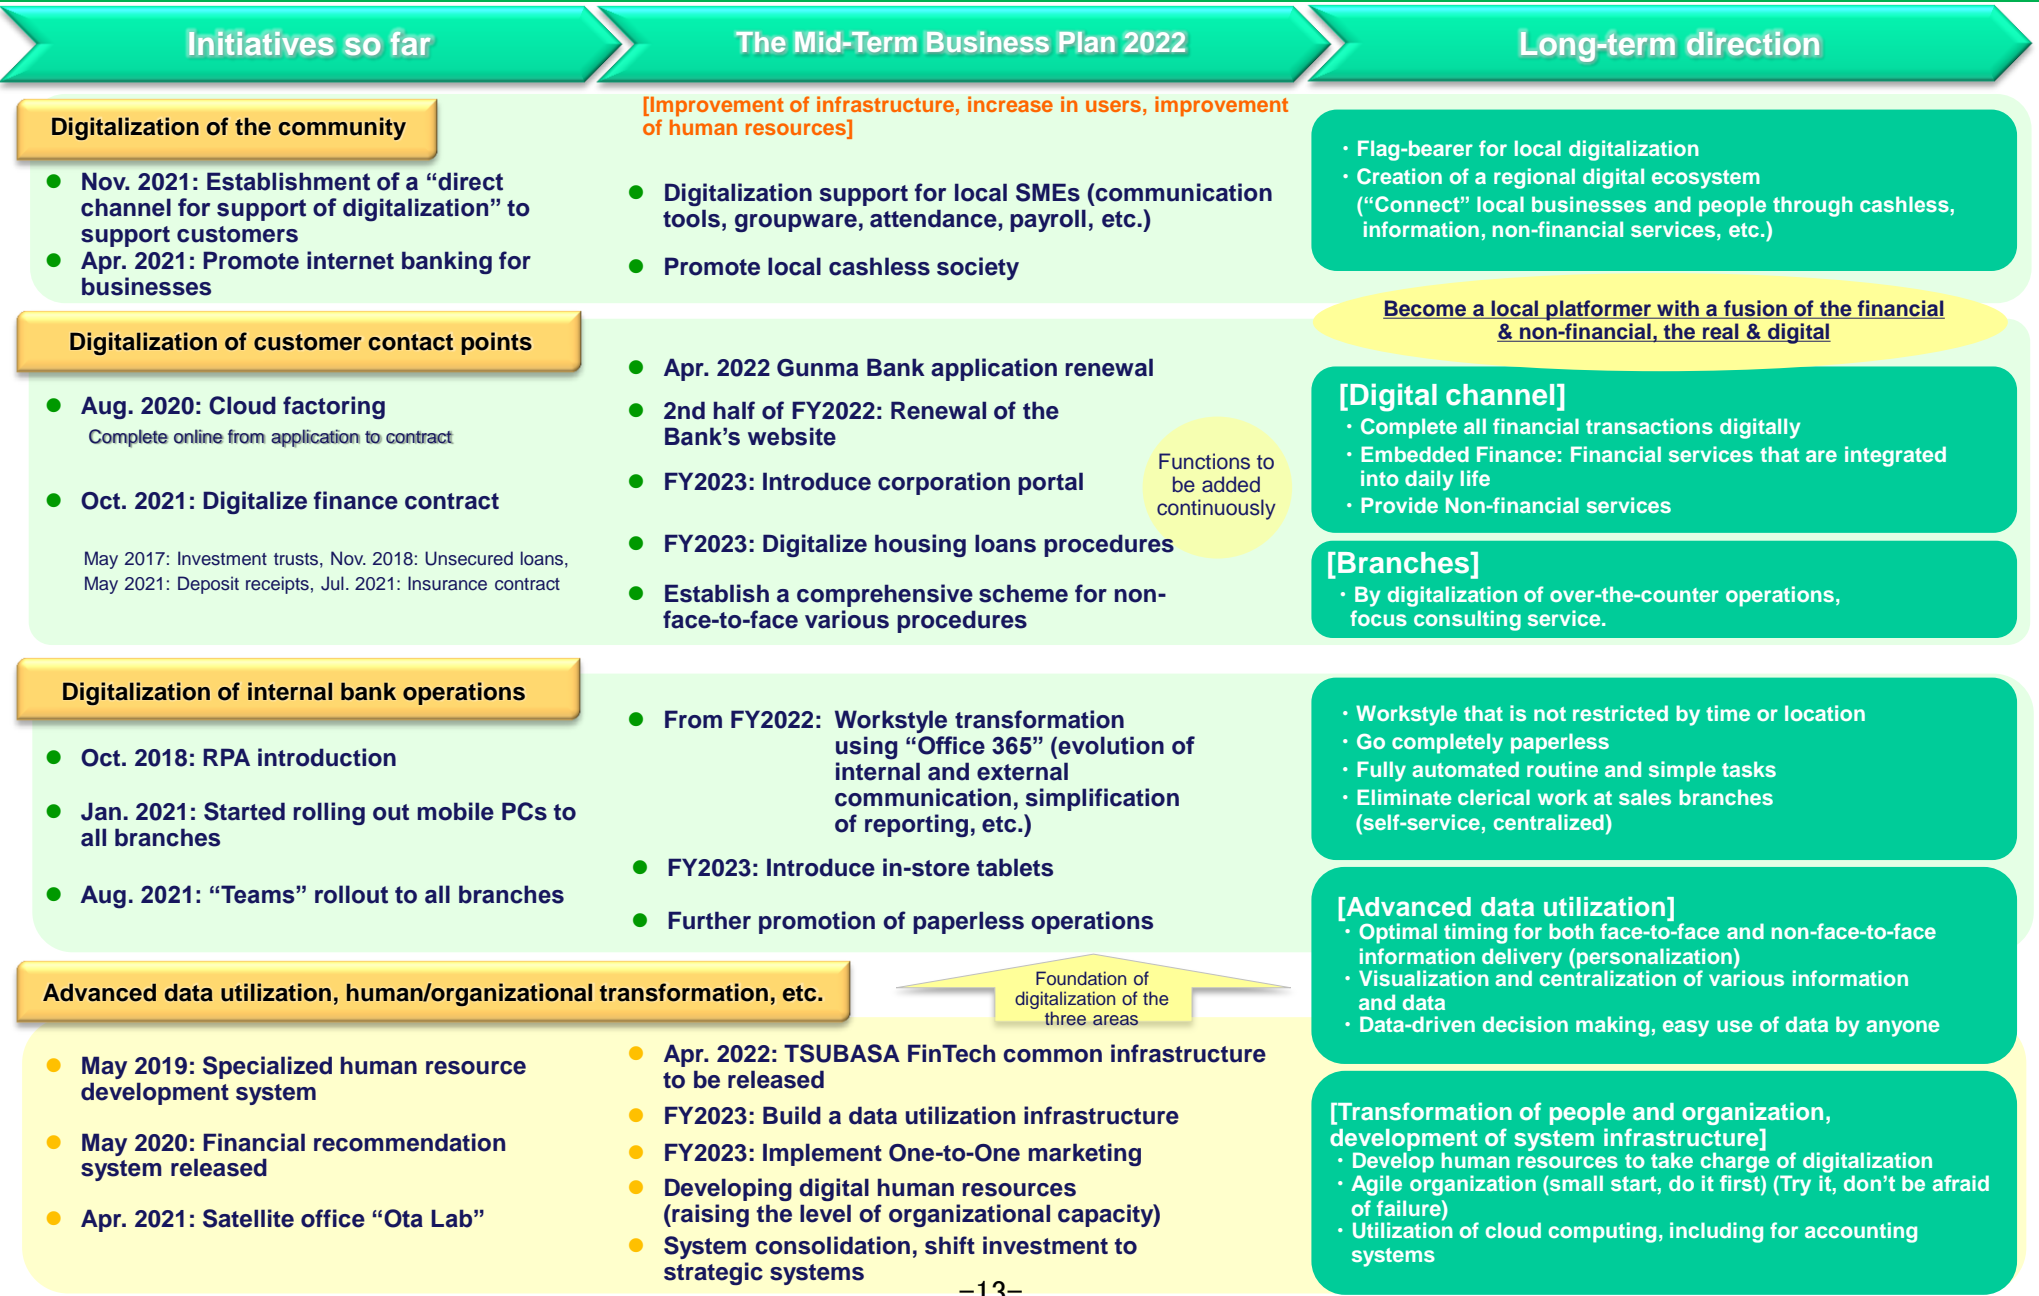 Initiatives so far
The Mid-Term Business Plan 2022
Long-term direction
Digitalization of the community
● Nov. 2021: Establishment of a “direct
channel for support of digitalization” to
support customers
● Apr. 2021: Promote internet banking for
businesses
[Improvement of infrastructure, increase in users, improvement
of human resources]
● Digitalization support for local SMEs (communication
tools, groupware, attendance, payroll, etc.)
● Promote local cashless society
・Flag-bearer for local digitalization
・Creation of a regional digital ecosystem
(“Connect” local businesses and people through cashless,
information, non-financial services, etc.)
Become a local platformer with a fusion of the financial
& non-financial, the real & digital
Digitalization of customer contact points
● Aug. 2020: Cloud factoring
Complete online from application to contract
● Oct. 2021: Digitalize finance contract
May 2017: Investment trusts, Nov. 2018: Unsecured loans,
May 2021: Deposit receipts, Jul. 2021: Insurance contract
● Apr. 2022 Gunma Bank application renewal
● 2nd half of FY2022: Renewal of the
Bank’s website
● FY2023: Introduce corporation portal
● FY2023: Digitalize housing loans procedures
● Establish a comprehensive scheme for non-
face-to-face various procedures
Functions to
be added
continuously
[Digital channel]
・Complete all financial transactions digitally
・Embedded Finance: Financial services that are integrated
into daily life
・Provide Non-financial services
[Branches]
・By digitalization of over-the-counter operations,
focus consulting service.
Digitalization of internal bank operations
● Oct. 2018: RPA introduction
● Jan. 2021: Started rolling out mobile PCs to
all branches
● Aug. 2021: “Teams” rollout to all branches
● From FY2022: Workstyle transformation
using “Office 365” (evolution of
internal and external
communication, simplification
of reporting, etc.)
● FY2023: Introduce in-store tablets
● Further promotion of paperless operations
・Workstyle that is not restricted by time or location
・Go completely paperless
・Fully automated routine and simple tasks
・Eliminate clerical work at sales branches
(self-service, centralized)
[Advanced data utilization]
・Optimal timing for both face-to-face and non-face-to-face
information delivery (personalization)
・Visualization and centralization of various information
and data
・Data-driven decision making, easy use of data by anyone
Advanced data utilization, human/organizational transformation, etc.
Foundation of
digitalization of the
three areas
● May 2019: Specialized human resource
development system
● May 2020: Financial recommendation
system released
● Apr. 2021: Satellite office “Ota Lab”
● Apr. 2022: TSUBASA FinTech common infrastructure
to be released
● FY2023: Build a data utilization infrastructure
● FY2023: Implement One-to-One marketing
● Developing digital human resources
(raising the level of organizational capacity)
● System consolidation, shift investment to
strategic systems
[Transformation of people and organization,
development of system infrastructure]
・Develop human resources to take charge of digitalization
・Agile organization (small start, do it first) (Try it, don’t be afraid
of failure)
・Utilization of cloud computing, including for accounting
systems
−13−